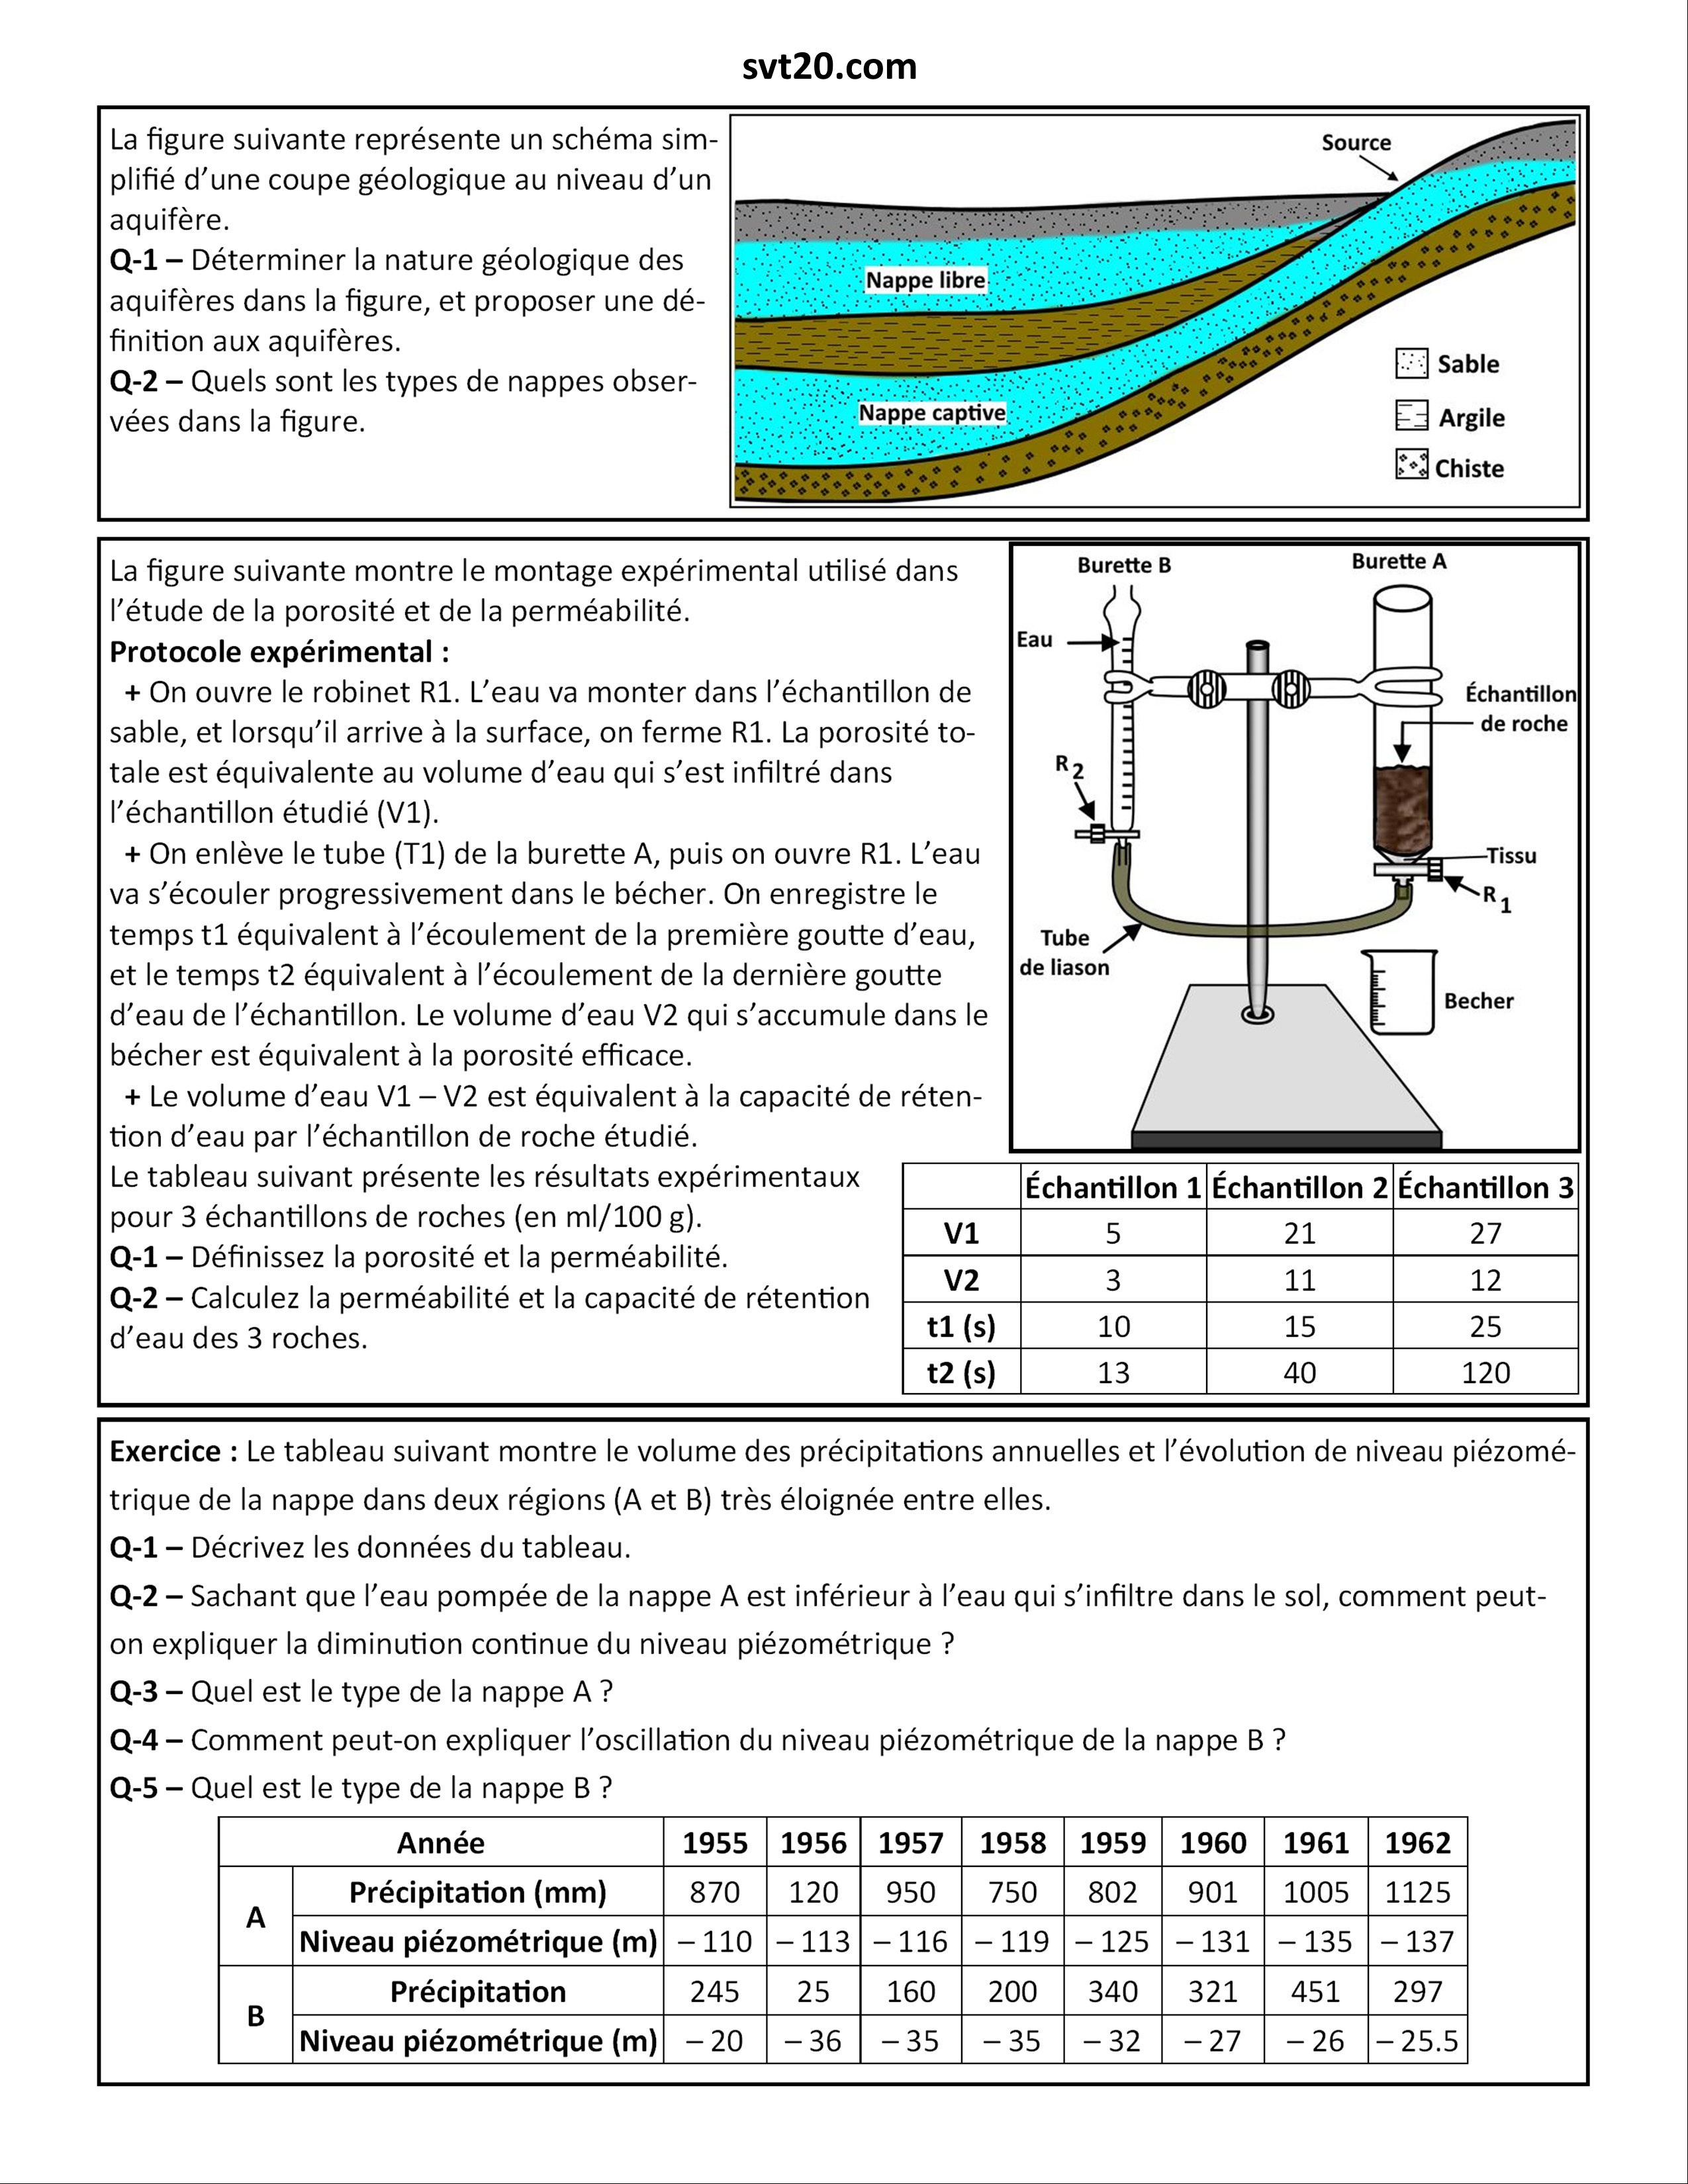 svt20.com
La figure suivante représente un schéma sim-
plifié d'une coupe géologique au niveau d'un
aquifère.
Q-1 – Déterminer la nature géologique des
aquifères dans la figure, et proposer une dé-
finition aux aquifères.
Q-2 – Quels sont les types de nappes obser-
vées dans la figure.
Source
Nappe libre
Nappe captive
Sable
Argile
Chiste
La figure suivante montre le montage expérimental utilisé dans
l'étude de la porosité et de la perméabilité.
Protocole expérimental :
+ On ouvre le robinet R1. L'eau va monter dans l'échantillon de
sable, et lorsqu'il arrive à la surface, on ferme R1. La porosité to-
tale est équivalente au volume d'eau qui s'est infiltré dans
l'échantillon étudié (V1).
+ On enlève le tube (T1) de la burette A, puis on ouvre R1. L'eau
va s'écouler progressivement dans le bécher. On enregistre le
temps t1 équivalent à l'écoulement de la première goutte d'eau,
et le temps t2 équivalent à l'écoulement de la dernière goutte
d'eau de l'échantillon. Le volume d'eau V2 qui s'accumule dans le
bécher est équivalent à la porosité efficace.
+ Le volume d'eau V1 – V2 est équivalent à la capacité de réten-
tion d'eau par l'échantillon de roche étudié.
Le tableau suivant présente les résultats expérimentaux
pour 3 échantillons de roches (en ml/100 g).
Q-1 – Définissez la porosité et la perméabilité.
Q-2 – Calculez la perméabilité et la capacité de rétention
d'eau des 3 roches.
Burette B
Burette A
Eau
Échantillon
de roche
R2
Tissu
R1
Tube
de liason
Becher
Échantillon 1 Échantillon 2 Échantillon 3
V1 5 21 27
V2 3 11 12
t1 (s) 10 15 25
t2 (s) 13 40 120
Exercice : Le tableau suivant montre le volume des précipitations annuelles et l'évolution de niveau piézomé-
trique de la nappe dans deux régions (A et B) très éloignée entre elles.
Q-1 – Décrivez les données du tableau.
Q-2 – Sachant que l'eau pompée de la nappe A est inférieur à l'eau qui s'infiltre dans le sol, comment peut-
on expliquer la diminution continue du niveau piézométrique ?
Q-3 – Quel est le type de la nappe A ?
Q-4 – Comment peut-on expliquer l'oscillation du niveau piézométrique de la nappe B ?
Q-5 – Quel est le type de la nappe B ?
Année 1955 1956 1957 1958 1959 1960 1961 1962
A
Précipitation (mm) 870 120 950 750 802 901 1005 1125
Niveau piézométrique (m) – 110 – 113 – 116 – 119 – 125 – 131 – 135 – 137
B
Précipitation 245 25 160 200 340 321 451 297
Niveau piézométrique (m) – 20 – 36 – 35 – 35 – 32 – 27 – 26 – 25.5